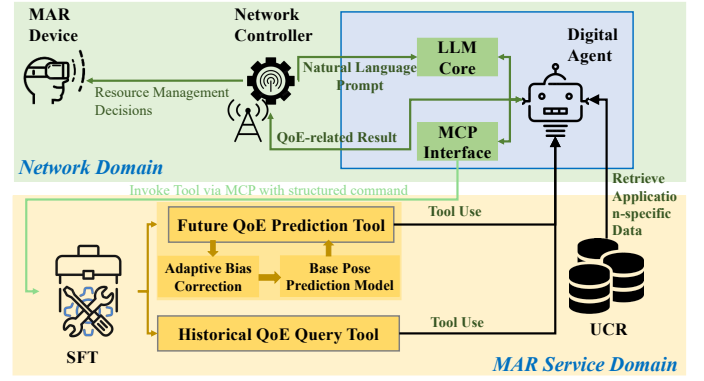 MAR
Device
Network
Controller
LLM
Core
Digital
Agent
Natural Language
Prompt
Resource Management
Decisions
QoE-related Result
MCP
Interface
Network Domain
Invoke Tool via MCP with structured command
Retrieve
Applicatio
n-specific
Data
Future QoE Prediction Tool
Tool Use
Adaptive Bias
Correction
Base Pose
Prediction Model
Historical QoE Query Tool
Tool Use
SFT
UCR
MAR Service Domain